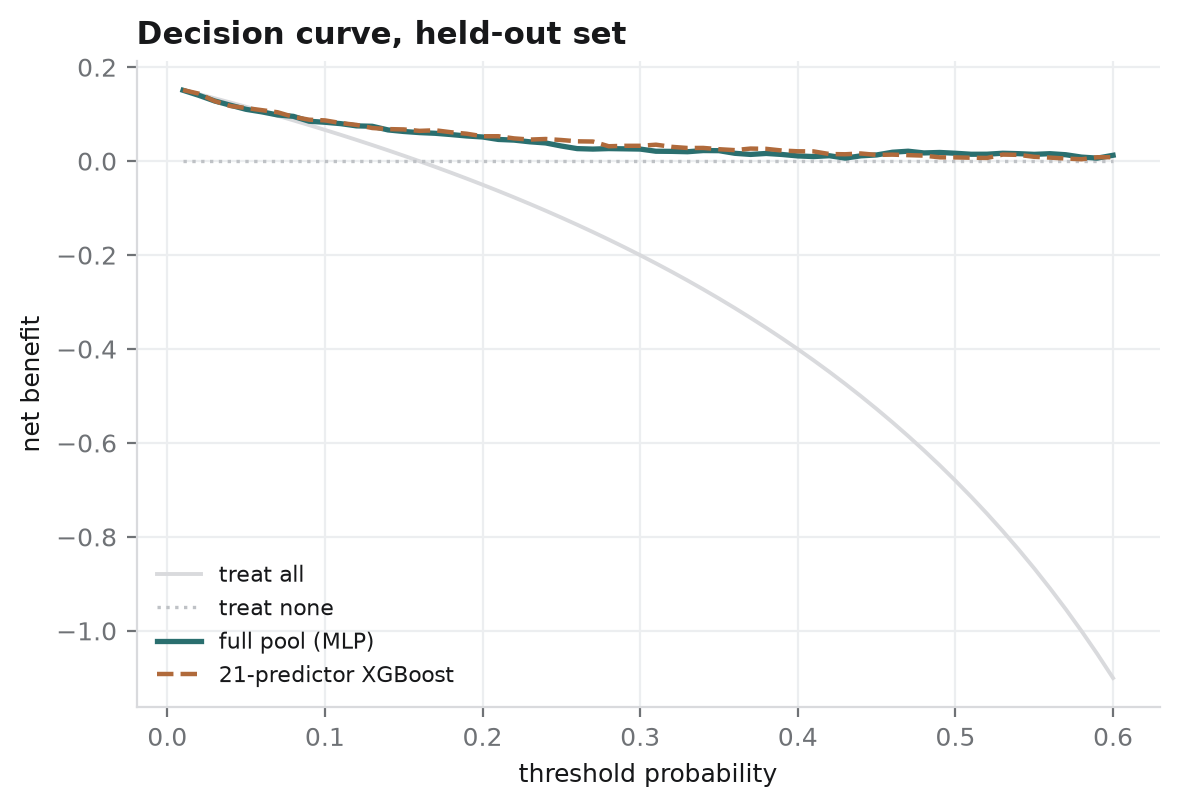 Decision curve, held-out set
0.2
0.0
−0.2
−0.4
−0.6
−0.8
−1.0
net benefit
treat all
treat none
full pool (MLP)
21-predictor XGBoost
0.0 0.1 0.2 0.3 0.4 0.5 0.6
threshold probability